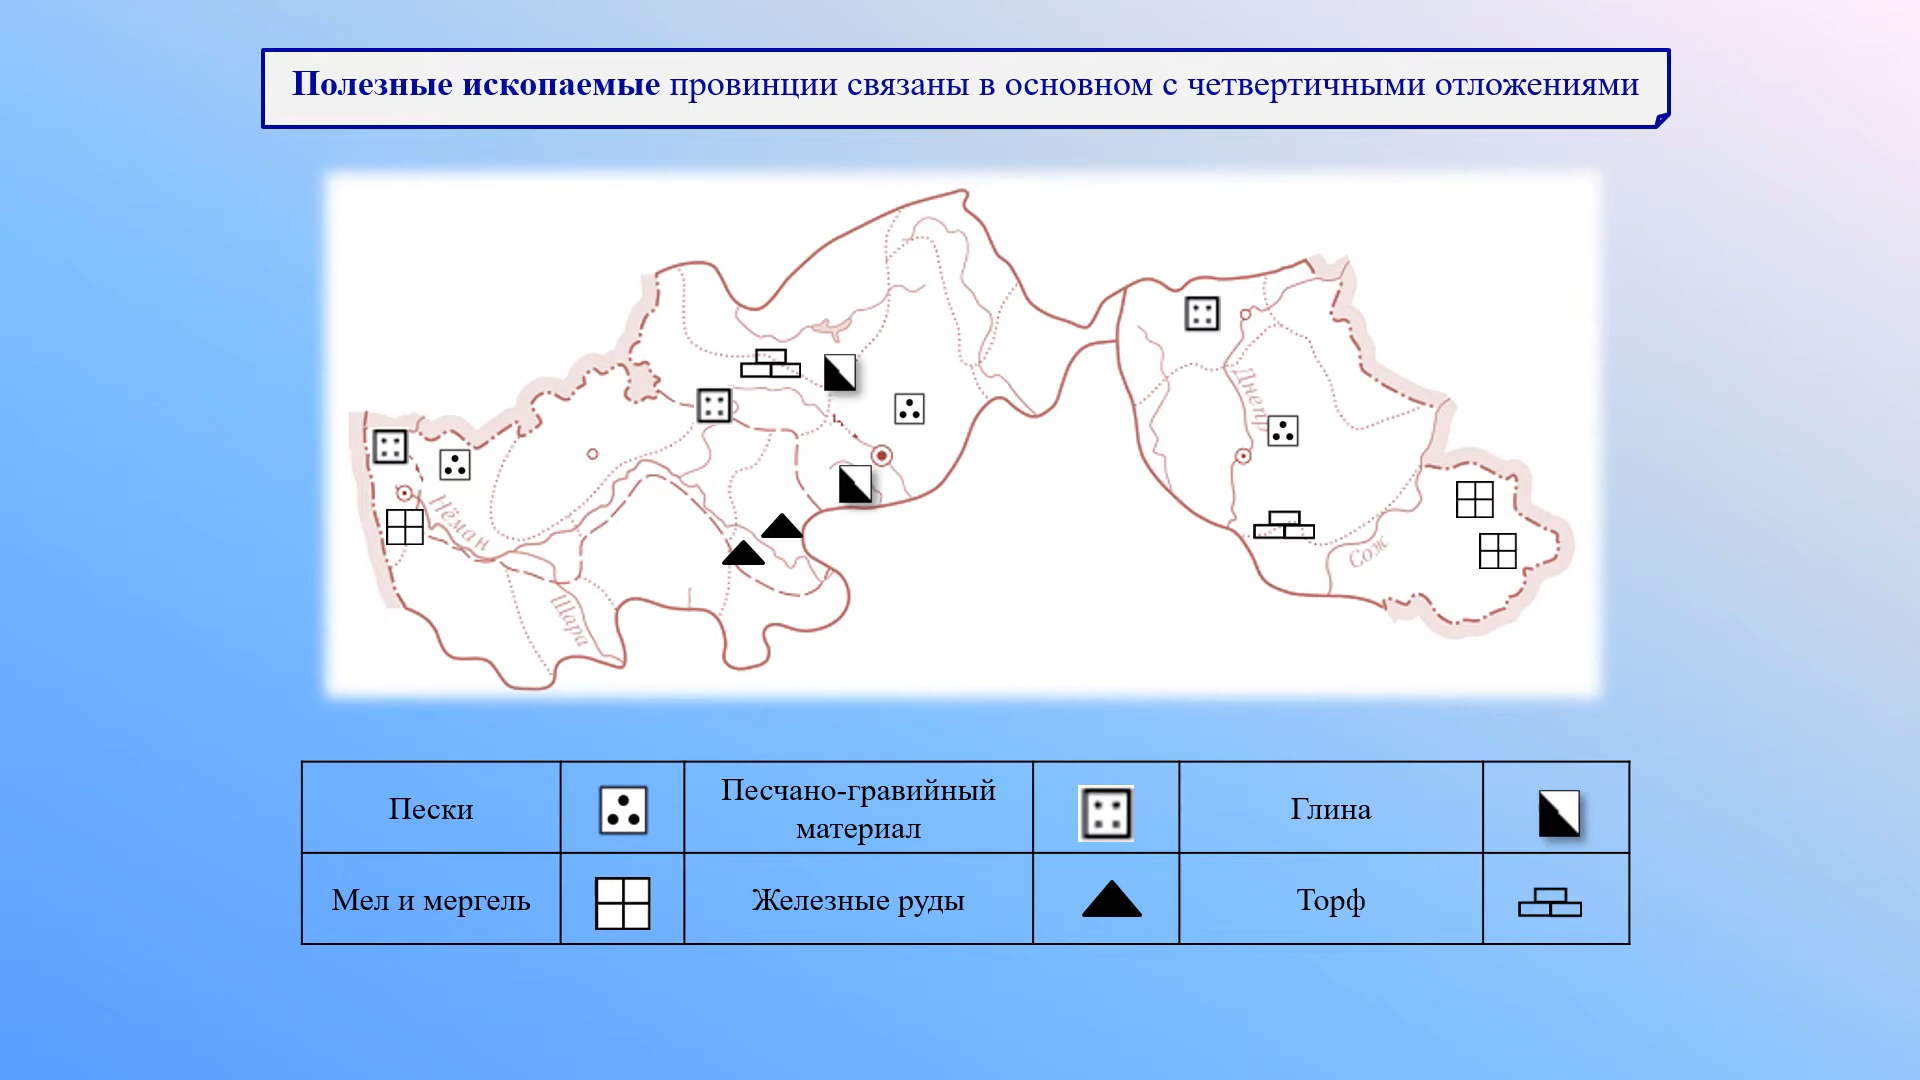 Полезные ископаемые провинции связаны в основном с четвертичными отложениями
Днепр
Нёман
Сож
Шара
Пески
Песчано-гравийный
материал
Глина
Мел и мергель
Железные руды
Торф